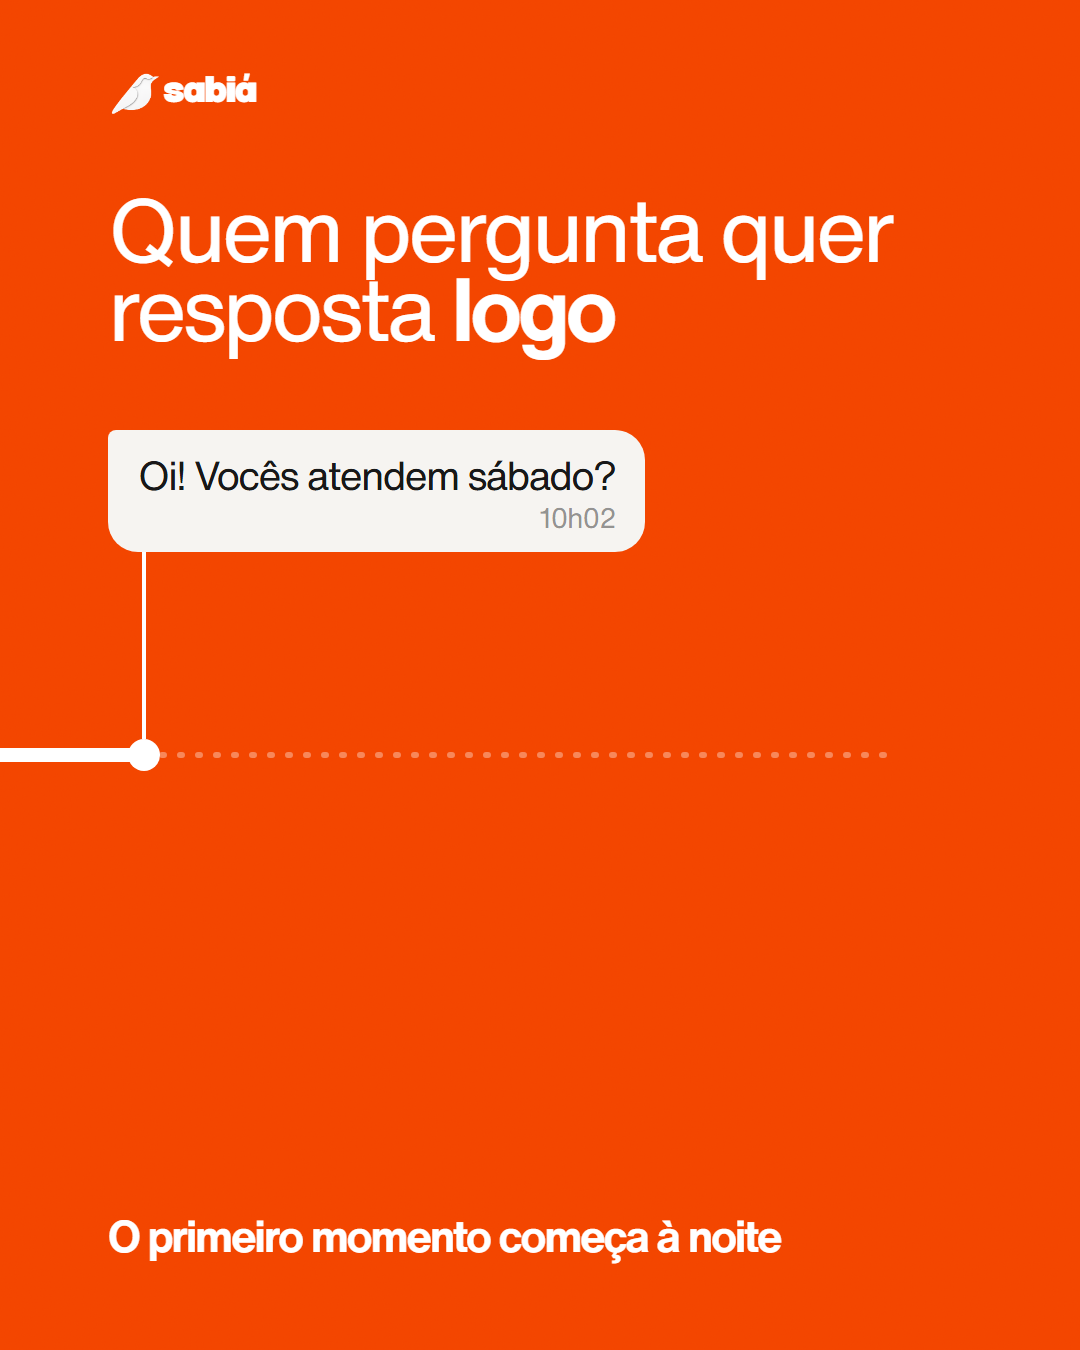 sabiá
Quem pergunta quer
resposta logo
Oi! Vocês atendem sábado?
10h02
O primeiro momento começa à noite